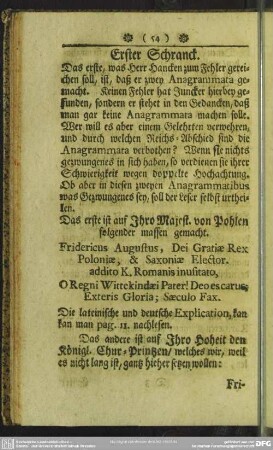 ( 54 )
Erster Schranck.
Das erste, was Herr Hancken zum Fehler gerei-
chen soll, ist, daß er zwey Anagrammata ge-
macht. Keinen Fehler hat Juncker hierbey ge-
funden, sondern er stehet in den Gedancken, daß
man gar keine Anagrammata machen solle.
Wer will es aber einem Gelehrten verwehren,
und durch welchen Reichs-Abschied sind die
Anagrammata verbothen? Wenn sie nichts
gezwungenes in sich haben, so verdienen sie ihrer
Schwierigkeit wegen doppelte Hochachtung.
Ob aber in diesen zweyen Anagrammatibus
was Gezwungenes sey, soll der Leser selbst urthei-
len.
Das erste ist auf Ihro Majest. von Pohlen
folgender massen gemacht.
Fridericus Augustus, Dei Gratiæ Rex
Poloniæ, & Saxoniæ Elector.
addito K, Romanis inusitato,
O Regni Wittekindæi Pater! Deo es carus,
Exteris Gloria; Sæculo Fax.
Die lateinische und deutsche Explication, kan
kan man pag. 11. nachlesen.
Das andere ist auf Ihro Hoheit den
Königl. Chur-Printzen/ welches wir, weil
es nicht lang ist, gantz hieher setzen wollen:
Fri-